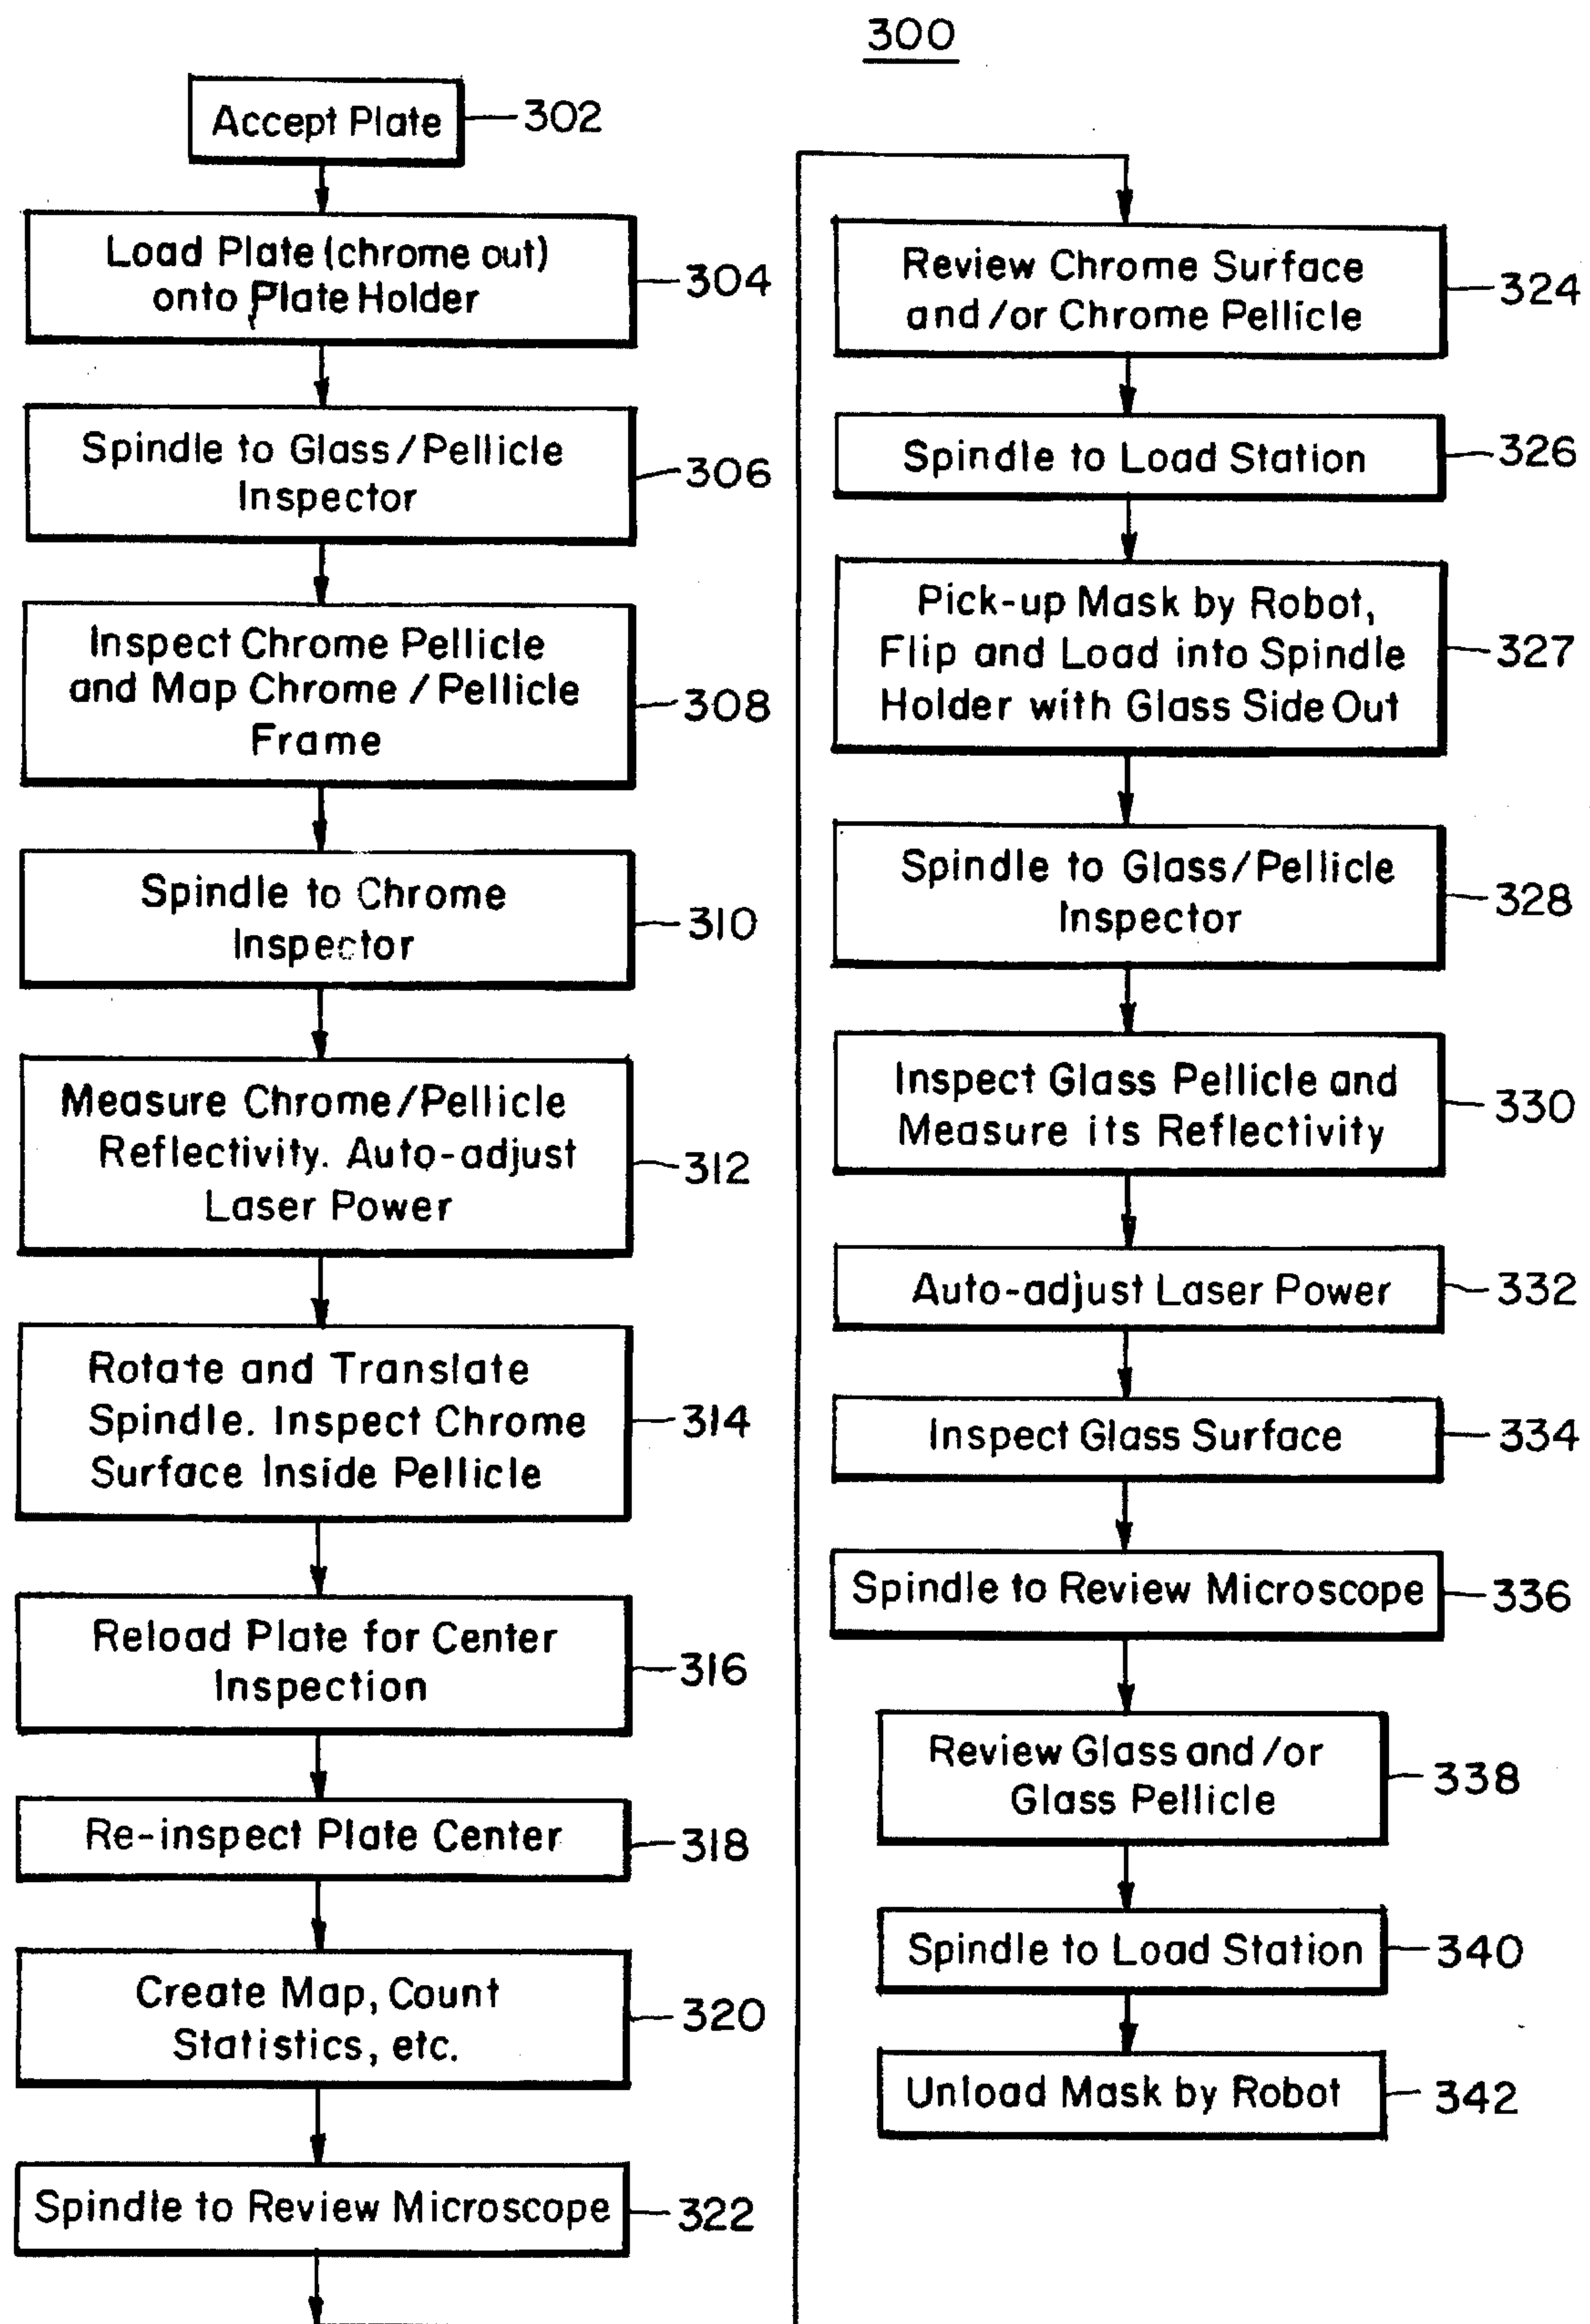 300
Accept Plate
302
Load Plate (chrome out)
onto Plate Holder
304
Spindle to Glass/Pellicle
Inspector
306
Inspect Chrome Pellicle
and Map Chrome / Pellicle
Frame
308
Spindle to Chrome
Inspector
310
Measure Chrome/Pellicle
Reflectivity. Auto-adjust
Laser Power
312
Rotate and Translate
Spindle. Inspect Chrome
Surface Inside Pellicle
314
Reload Plate for Center
Inspection
316
Re-inspect Plate Center
318
Create Map, Count
Statistics, etc.
320
Spindle to Review Microscope
322
Review Chrome Surface
and/or Chrome Pellicle
324
Spindle to Load Station
326
Pick-up Mask by Robot,
Flip and Load into Spindle
Holder with Glass Side Out
327
Spindle to Glass/Pellicle
Inspector
328
Inspect Glass Pellicle and
Measure its Reflectivity
330
Auto-adjust Laser Power
332
Inspect Glass Surface
334
Spindle to Review Microscope
336
Review Glass and/or
Glass Pellicle
338
Spindle to Load Station
340
Unload Mask by Robot
342